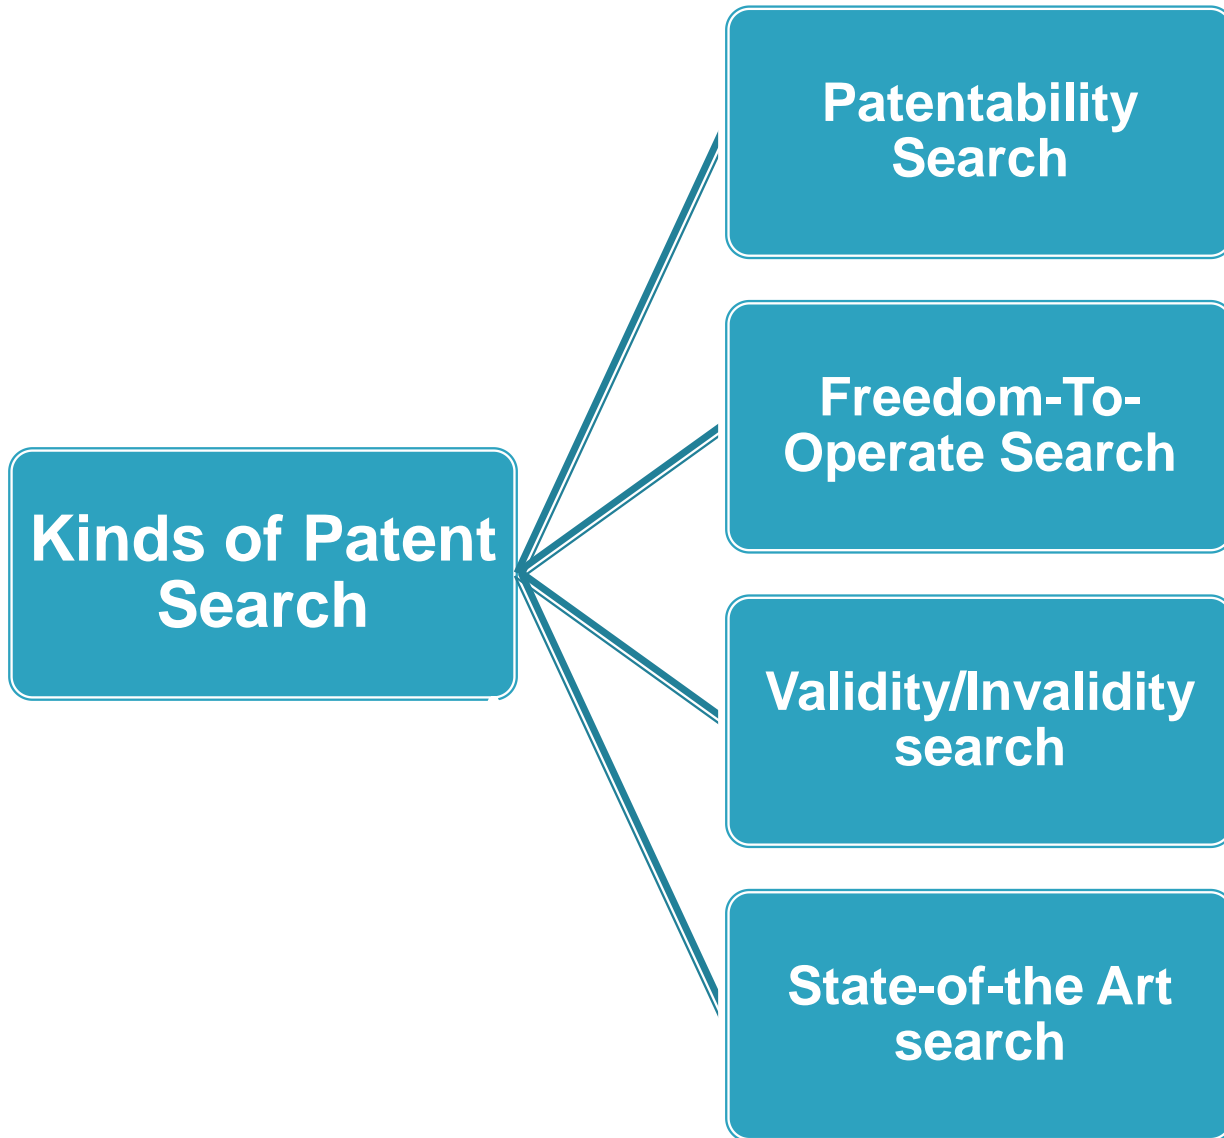 Patentability
Search
Freedom-To-
Operate Search
Kinds of Patent
Search
Validity/Invalidity
search
State-of-the Art
search